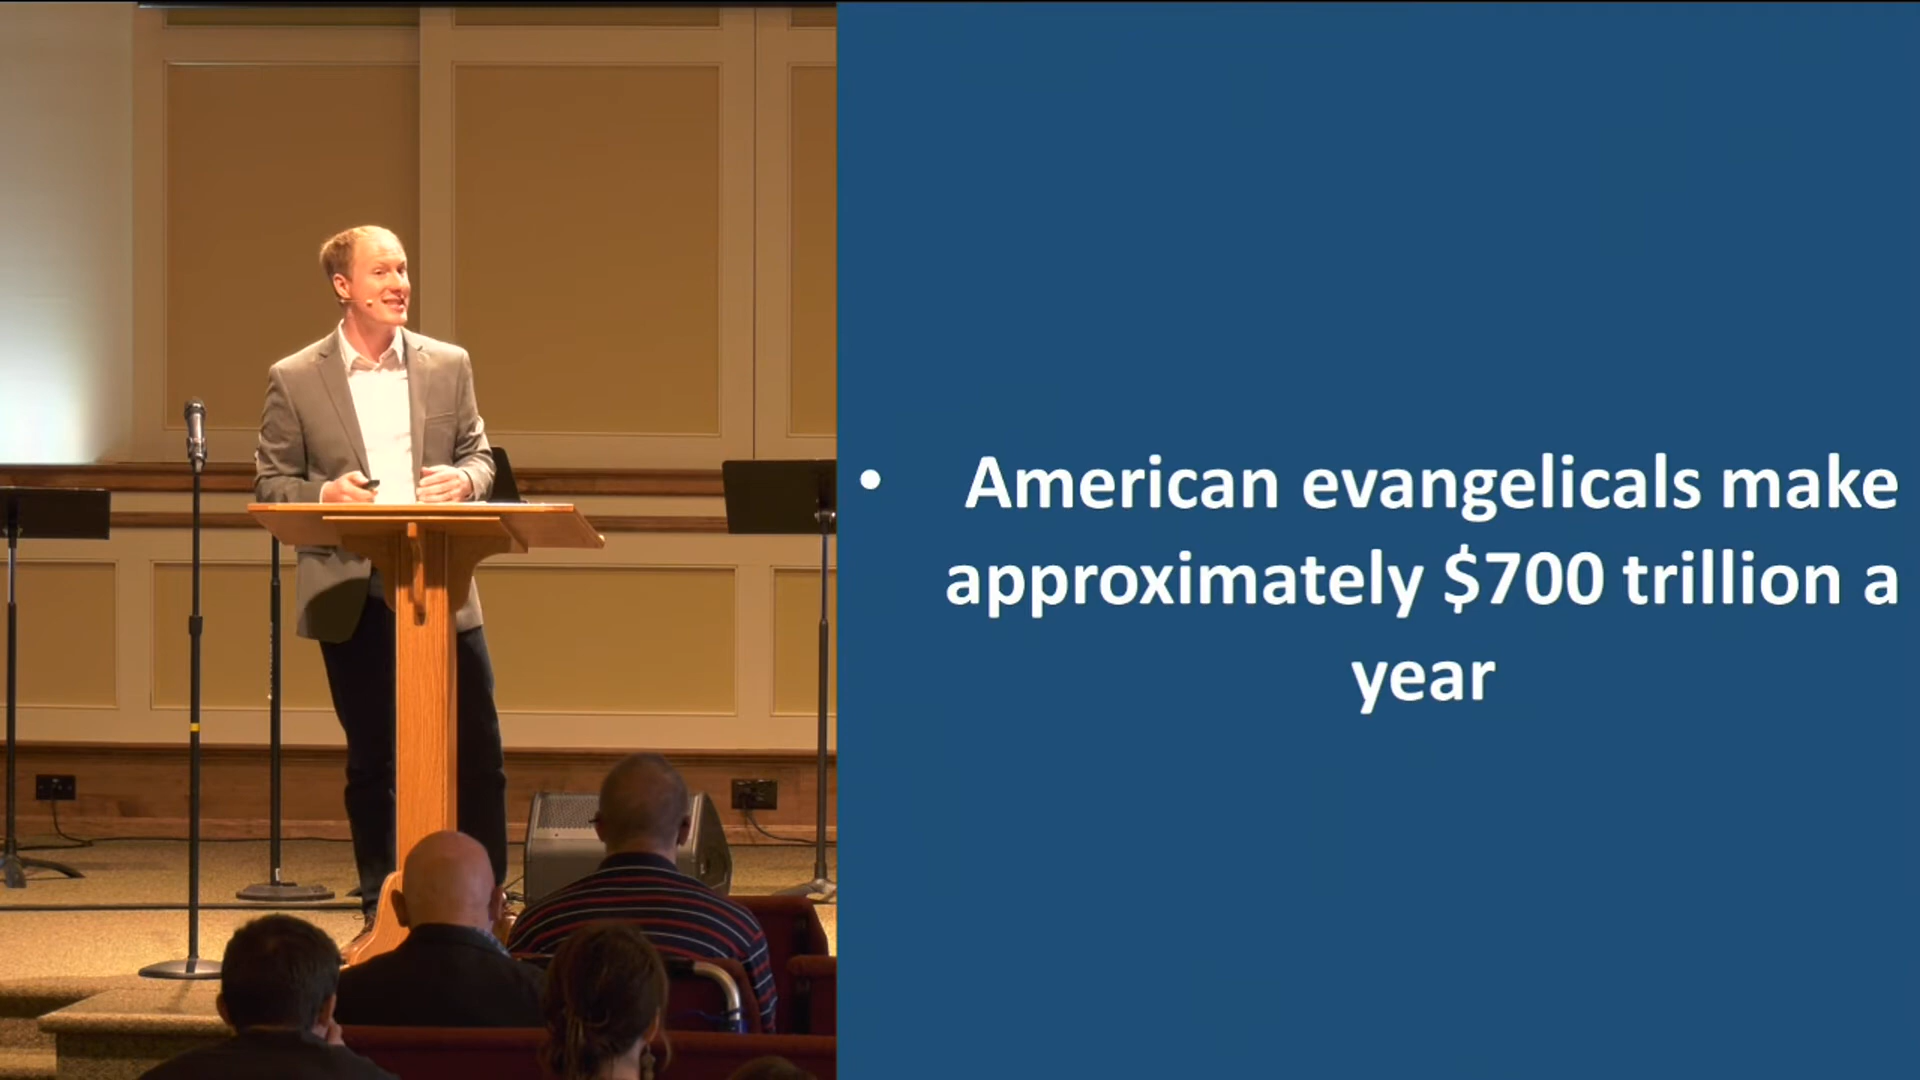 • American evangelicals make
approximately $700 trillion a
year